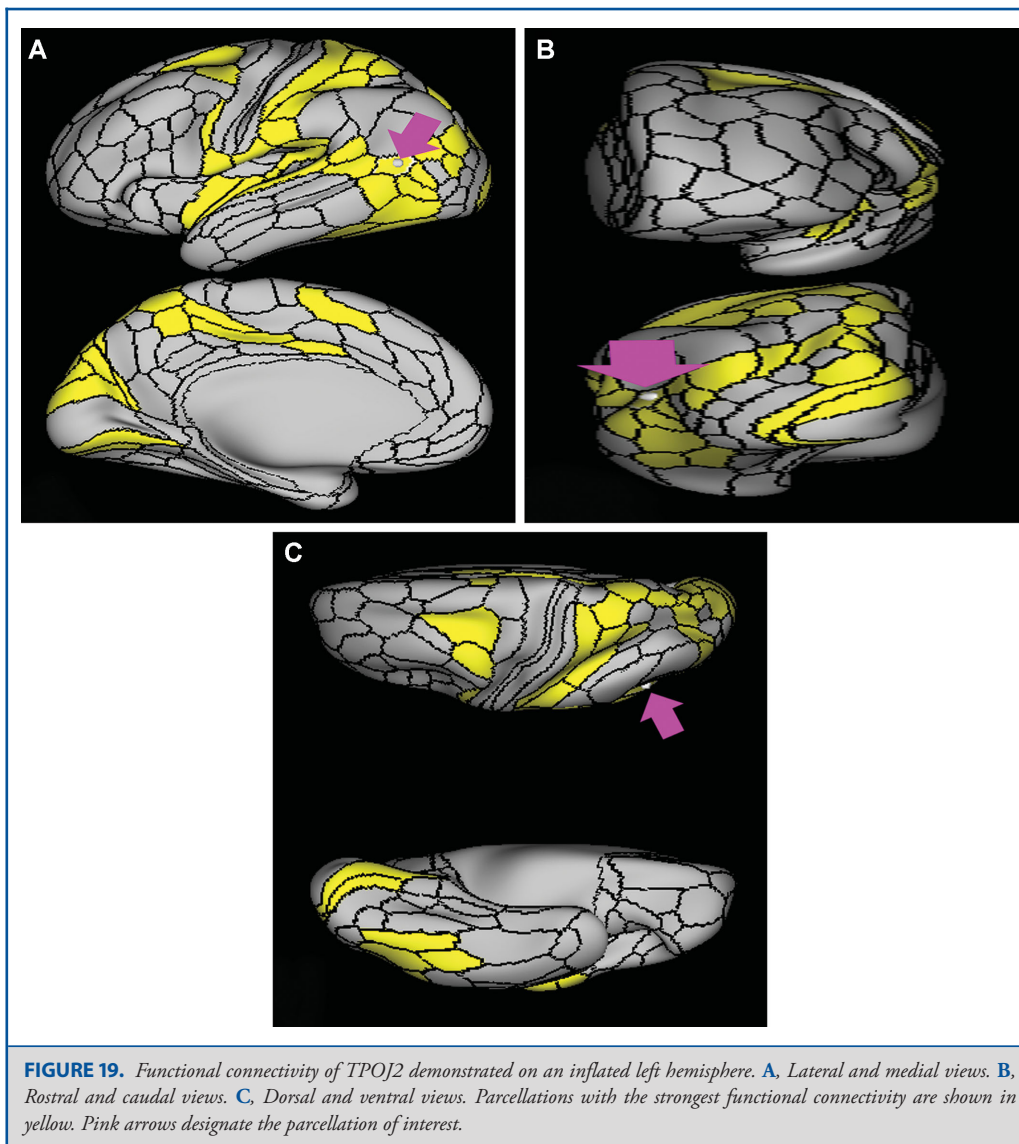 A
B
C
FIGURE 19. Functional connectivity of TPOJ2 demonstrated on an inflated left hemisphere. A, Lateral and medial views. B,
Rostral and caudal views. C, Dorsal and ventral views. Parcellations with the strongest functional connectivity are shown in
yellow. Pink arrows designate the parcellation of interest.